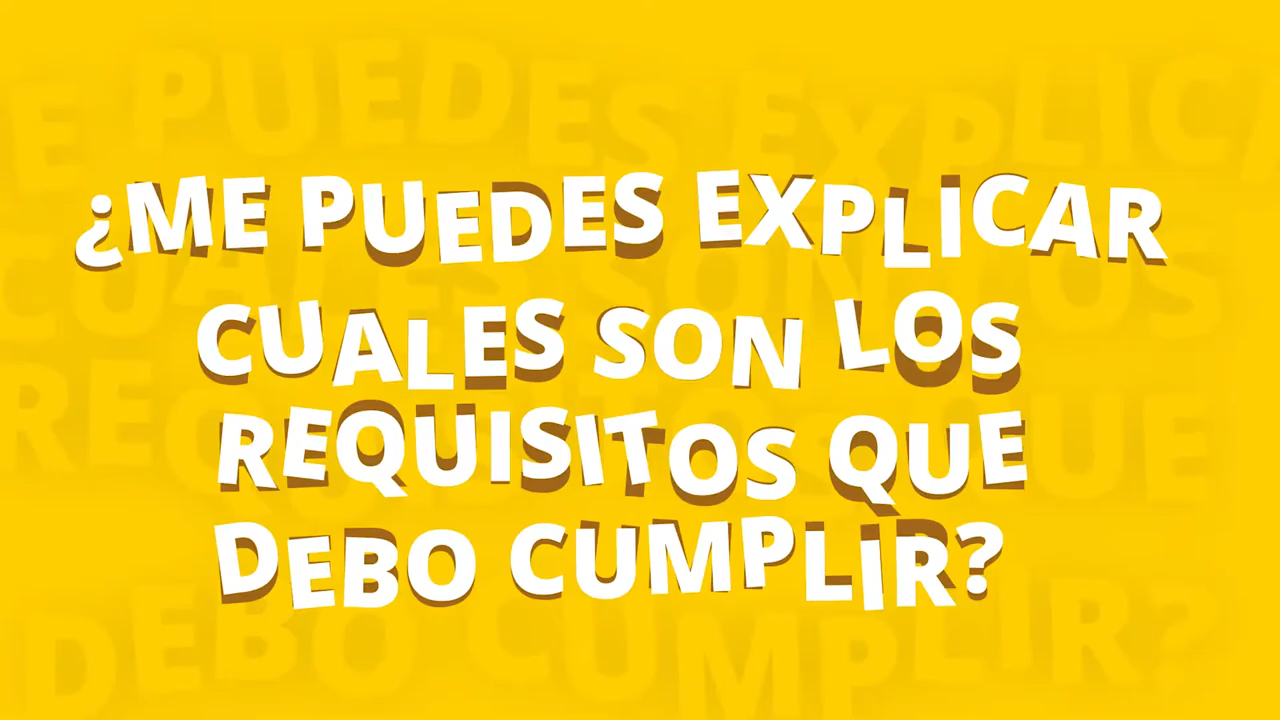 ¿ME PUEDES EXPLICAR
CUALES SON LOS
REQUISITOS QUE
DEBO CUMPLIR?